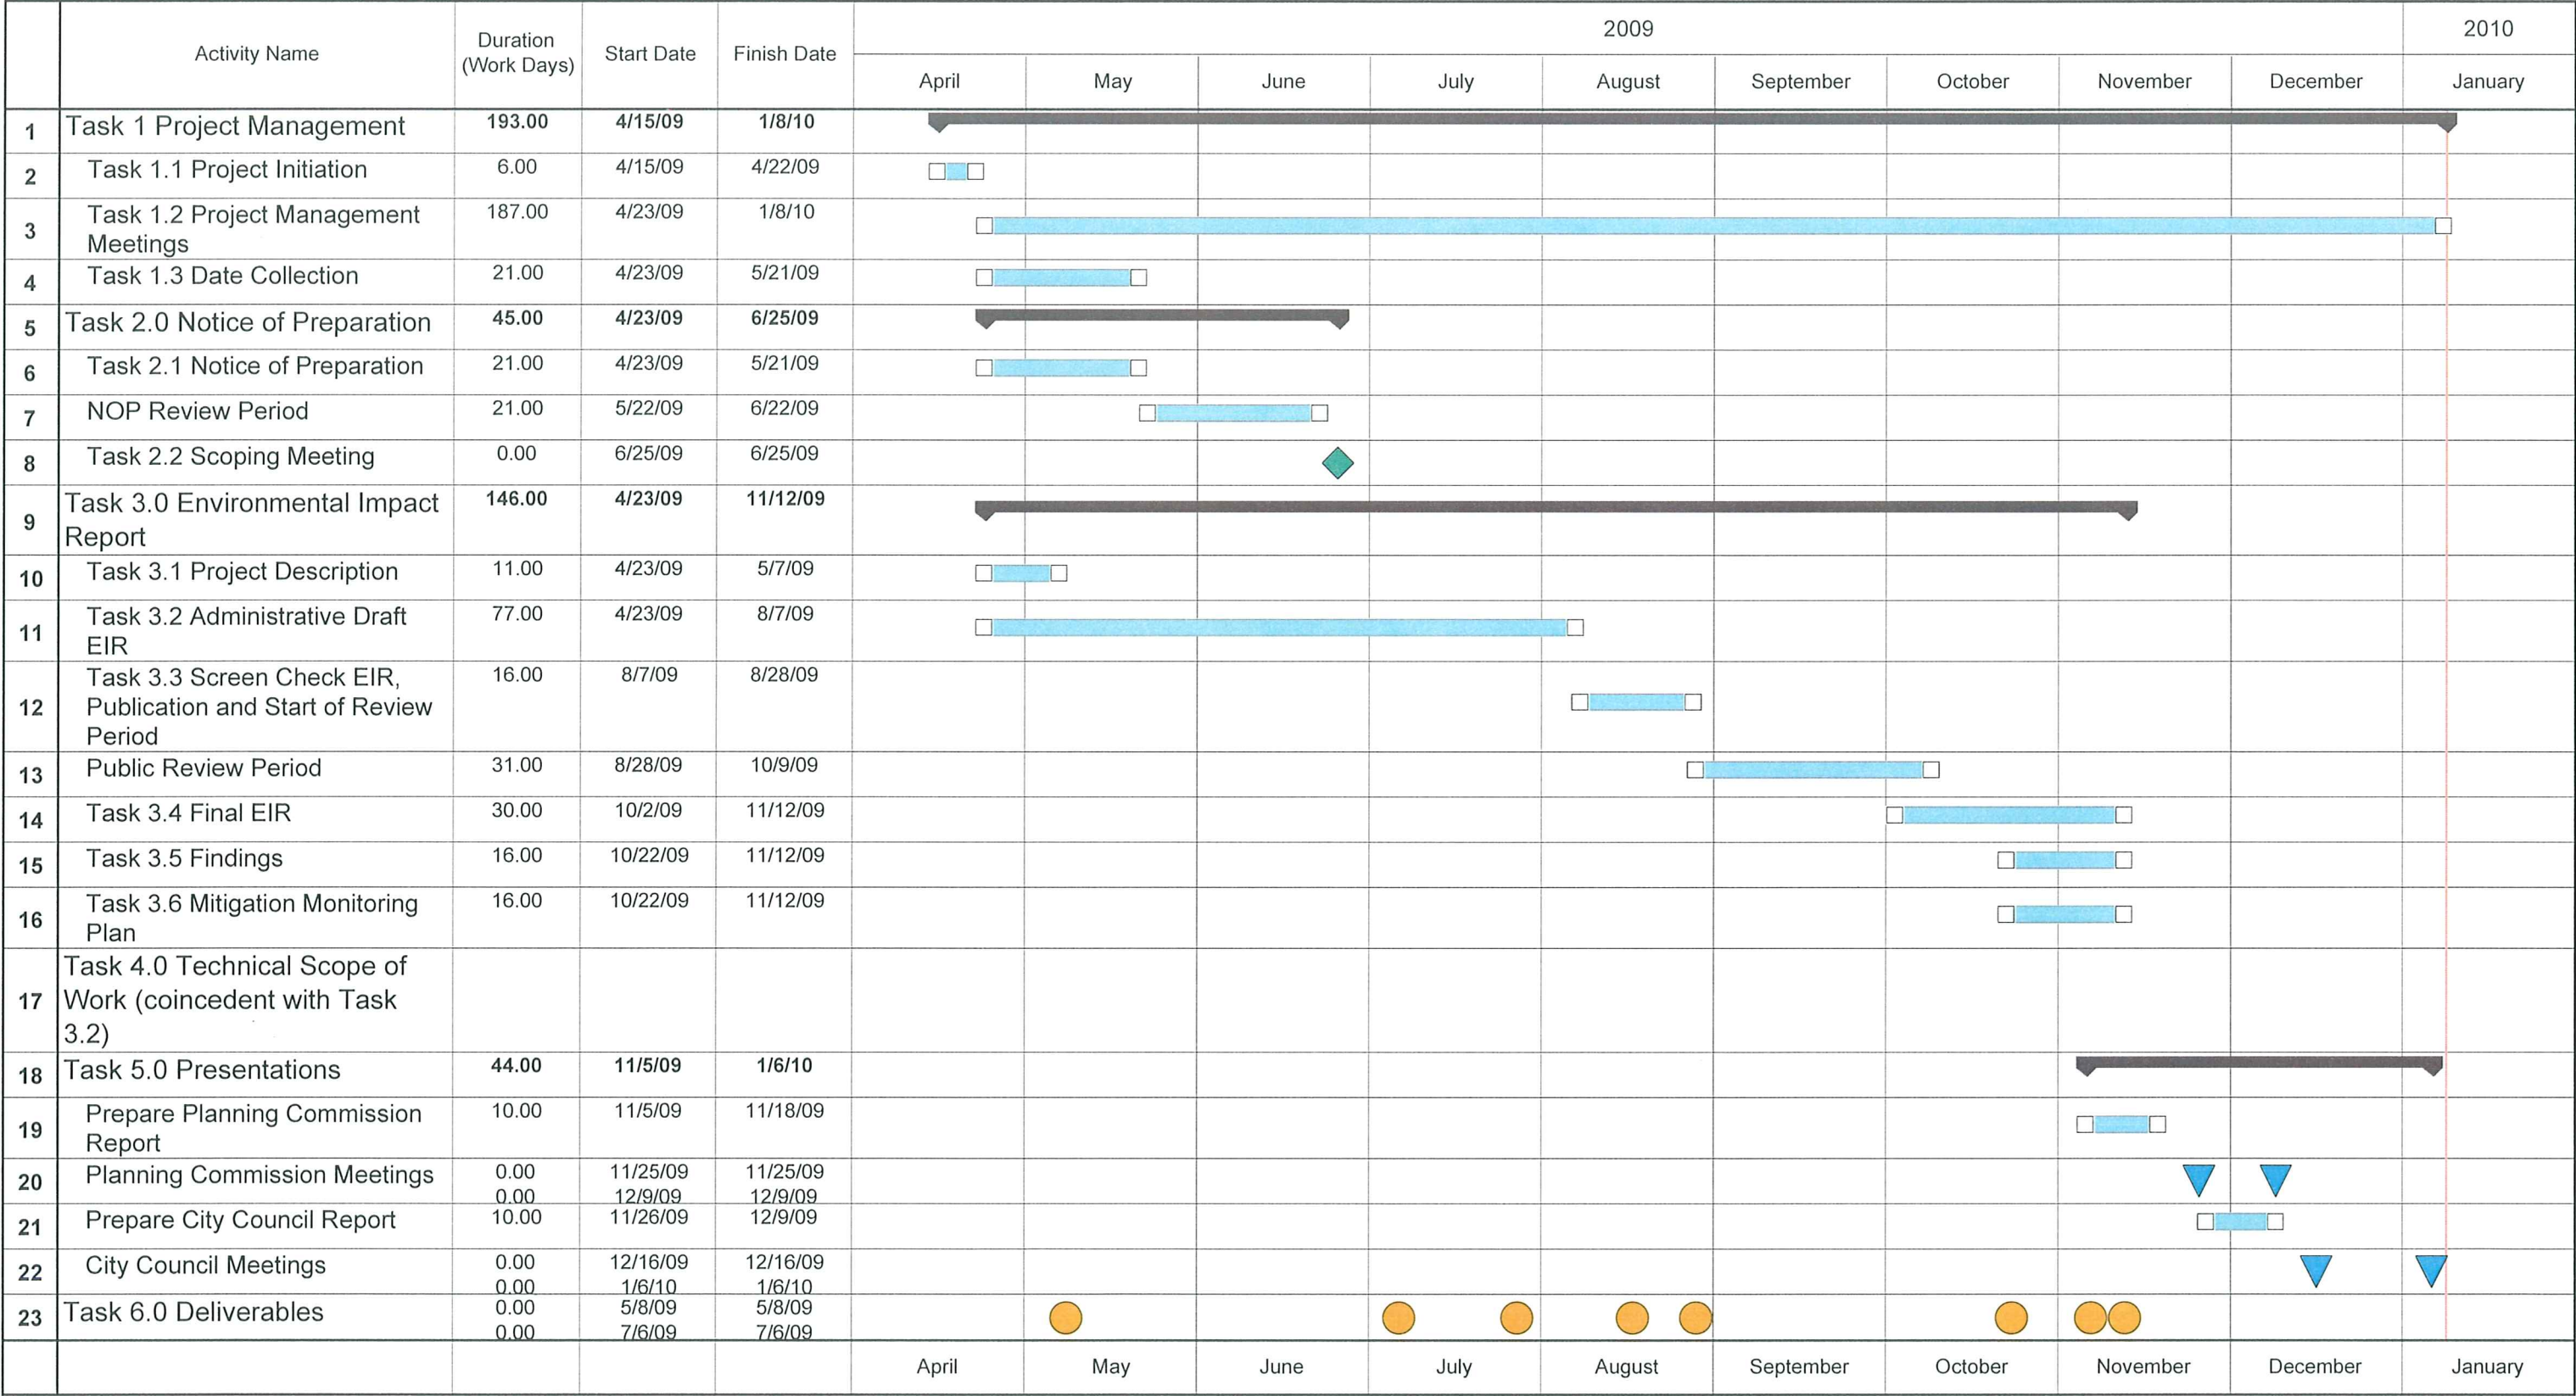 2009 2010
Activity Name Duration Start Date Finish Date
(Work Days)
April May June July August September October November December January
1 Task 1 Project Management 193.00 4/15/09 1/8/10
2 Task 1.1 Project Initiation 6.00 4/15/09 4/22/09
3 Task 1.2 Project Management 187.00 4/23/09 1/8/10
Meetings
4 Task 1.3 Date Collection 21.00 4/23/09 5/21/09
5 Task 2.0 Notice of Preparation 45.00 4/23/09 6/25/09
6 Task 2.1 Notice of Preparation 21.00 4/23/09 5/21/09
7 NOP Review Period 21.00 5/22/09 6/22/09
8 Task 2.2 Scoping Meeting 0.00 6/25/09 6/25/09
9 Task 3.0 Environmental Impact 146.00 4/23/09 11/12/09
Report
10 Task 3.1 Project Description 11.00 4/23/09 5/7/09
11 Task 3.2 Administrative Draft 77.00 4/23/09 8/7/09
EIR
12 Task 3.3 Screen Check EIR, 16.00 8/7/09 8/28/09
Publication and Start of Review
Period
13 Public Review Period 31.00 8/28/09 10/9/09
14 Task 3.4 Final EIR 30.00 10/2/09 11/12/09
15 Task 3.5 Findings 16.00 10/22/09 11/12/09
16 Task 3.6 Mitigation Monitoring 16.00 10/22/09 11/12/09
Plan
17 Task 4.0 Technical Scope of
Work (coincedent with Task
3.2)
18 Task 5.0 Presentations 44.00 11/5/09 1/6/10
19 Prepare Planning Commission 10.00 11/5/09 11/18/09
Report
20 Planning Commission Meetings 0.00 11/25/09 11/25/09
0.00 12/9/09 12/9/09
21 Prepare City Council Report 10.00 11/26/09 12/9/09
22 City Council Meetings 0.00 12/16/09 12/16/09
0.00 1/6/10 1/6/10
23 Task 6.0 Deliverables 0.00 5/8/09 5/8/09
0.00 7/6/09 7/6/09
April May June July August September October November December January